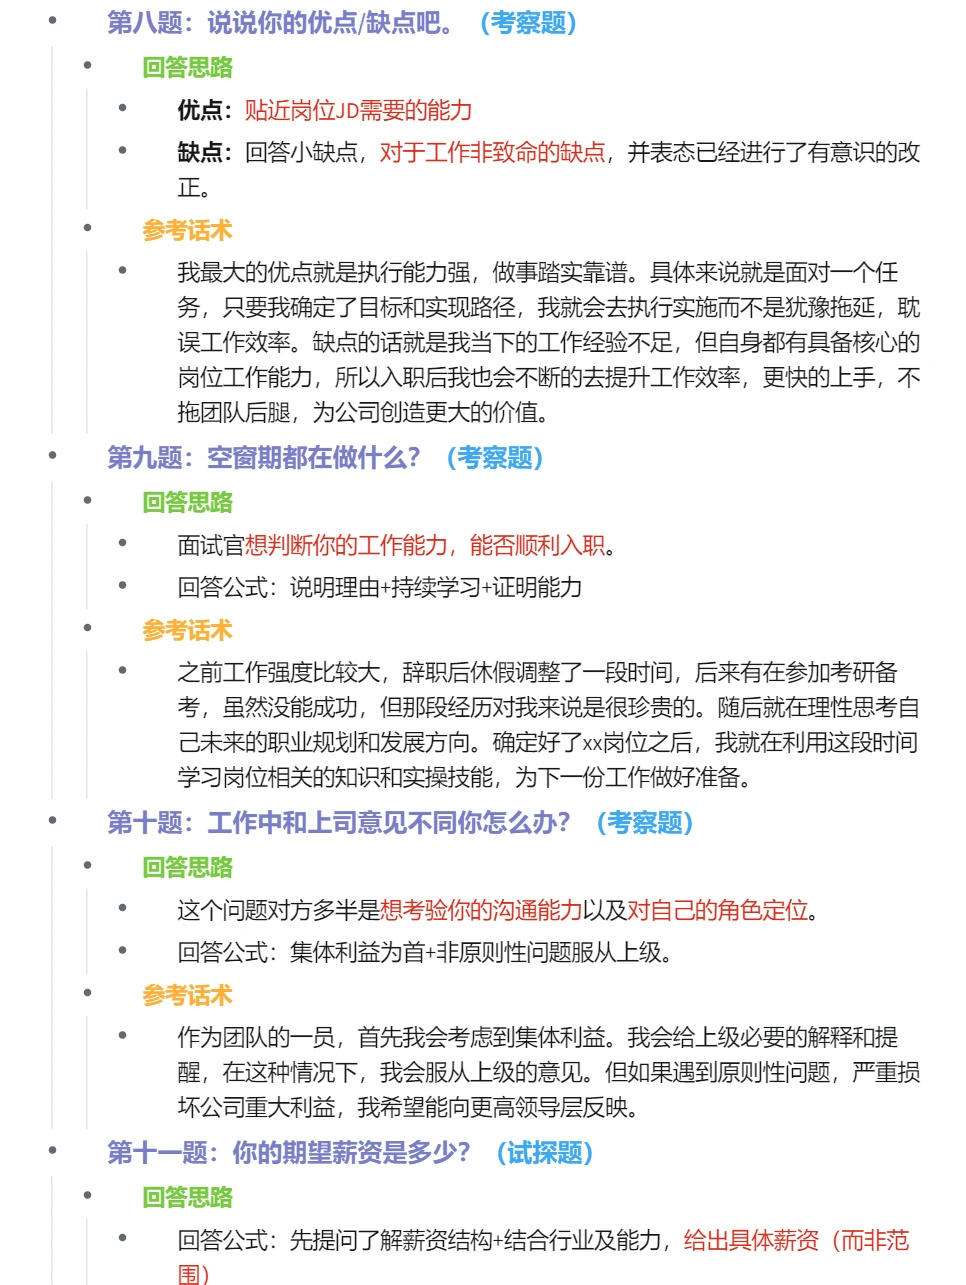 第八题：说说你的优点/缺点吧。（考察题）
回答思路
优点：贴近岗位JD需要的能力
缺点：回答小缺点，对于工作非致命的缺点，并表态已经进行了有意识的改
正。
参考话术
我最大的优点就是执行能力强，做事踏实靠谱。具体来说就是面对一个任
务，只要我确定了目标和实现路径，我就会去执行实施而不是犹豫拖延，耽
误工作效率。缺点的话就是我当下的工作经验不足，但自身都有具备核心的
岗位工作能力，所以入职后我也会不断的去提升工作效率，更快的上手，不
拖团队后腿，为公司创造更大的价值。
第九题：空窗期都在做什么？（考察题）
回答思路
面试官想判断你的工作能力，能否顺利入职。
回答公式：说明理由+持续学习+证明能力
参考话术
之前工作强度比较大，辞职后休假调整了一段时间，后来有在参加考研备
考，虽然没能成功，但那段经历对我来说是很珍贵的。随后就在理性思考自
己未来的职业规划和发展方向。确定好了xx岗位之后，我就在利用这段时间
学习岗位相关的知识和实操技能，为下一份工作做好准备。
第十题：工作中和上司意见不同你怎么办？（考察题）
回答思路
这个问题对方多半是想考验你的沟通能力以及对自己的角色定位。
回答公式：集体利益为首+非原则性问题服从上级。
参考话术
作为团队的一员，首先我会考虑到集体利益。我会给上级必要的解释和提
醒，在这种情况下，我会服从上级的意见。但如果遇到原则性问题，严重损
坏公司重大利益，我希望能向更高领导层反映。
第十一题：你的期望薪资是多少？（试探题）
回答思路
回答公式：先提问了解薪资结构+结合行业及能力，给出具体薪资（而非范
围）